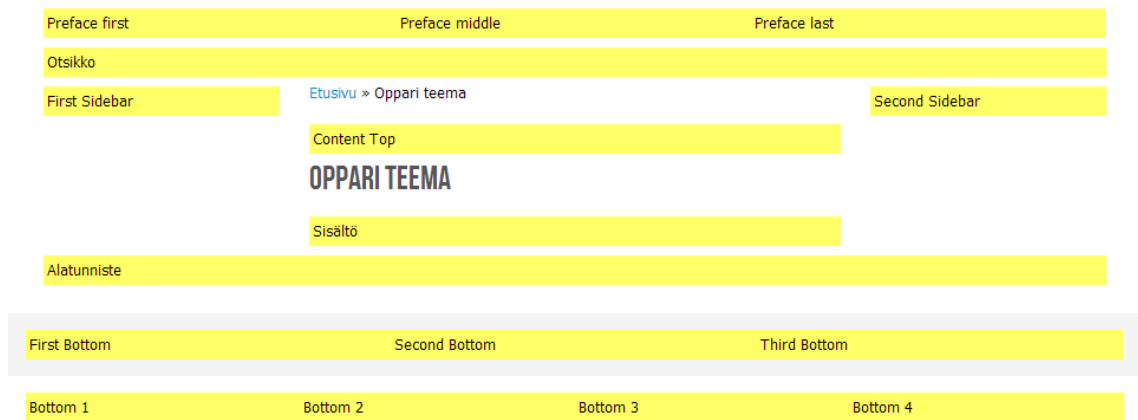 Preface first Preface middle Preface last
Otsikko
First Sidebar
Etusivu » Oppari teema
Second Sidebar
Content Top
OPPARI TEEMA
Sisältö
Alatunniste
First Bottom Second Bottom Third Bottom
Bottom 1 Bottom 2 Bottom 3 Bottom 4